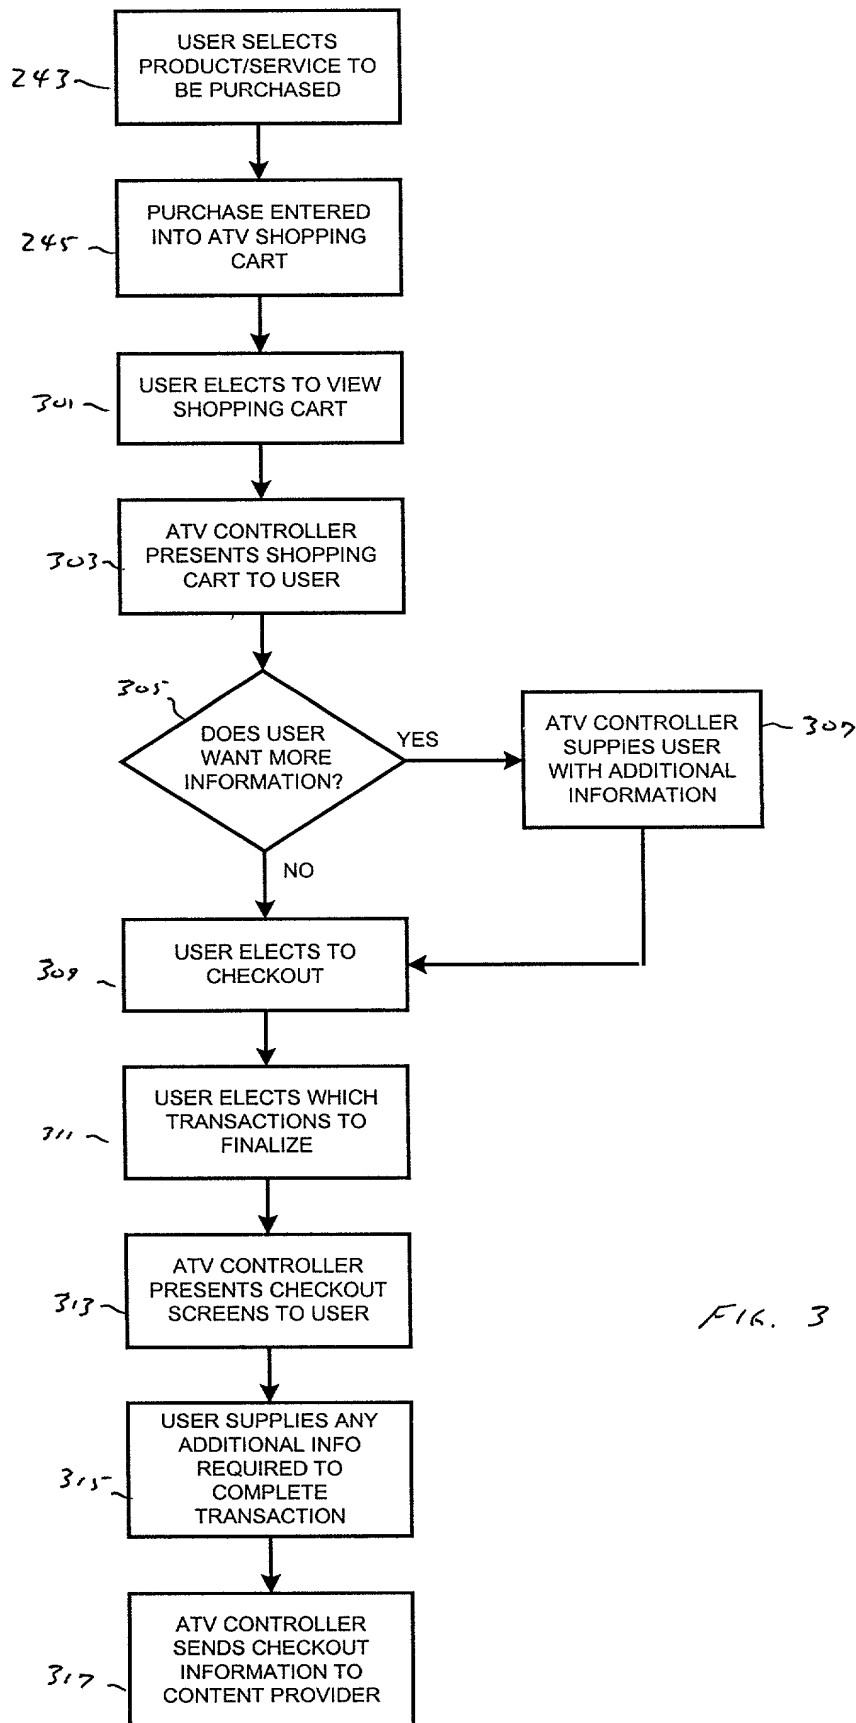 USER SELECTS
PRODUCT/SERVICE TO
BE PURCHASED
243
PURCHASE ENTERED
INTO ATV SHOPPING
CART
245
USER ELECTS TO VIEW
SHOPPING CART
301
ATV CONTROLLER
PRESENTS SHOPPING
CART TO USER
303
305
DOES USER
WANT MORE
INFORMATION?
YES
ATV CONTROLLER
SUPPIES USER
WITH ADDITIONAL
INFORMATION
307
NO
USER ELECTS TO
CHECKOUT
309
USER ELECTS WHICH
TRANSACTIONS TO
FINALIZE
311
ATV CONTROLLER
PRESENTS CHECKOUT
SCREENS TO USER
313
FIG. 3
USER SUPPLIES ANY
ADDITIONAL INFO
REQUIRED TO
COMPLETE
TRANSACTION
315
ATV CONTROLLER
SENDS CHECKOUT
INFORMATION TO
CONTENT PROVIDER
317